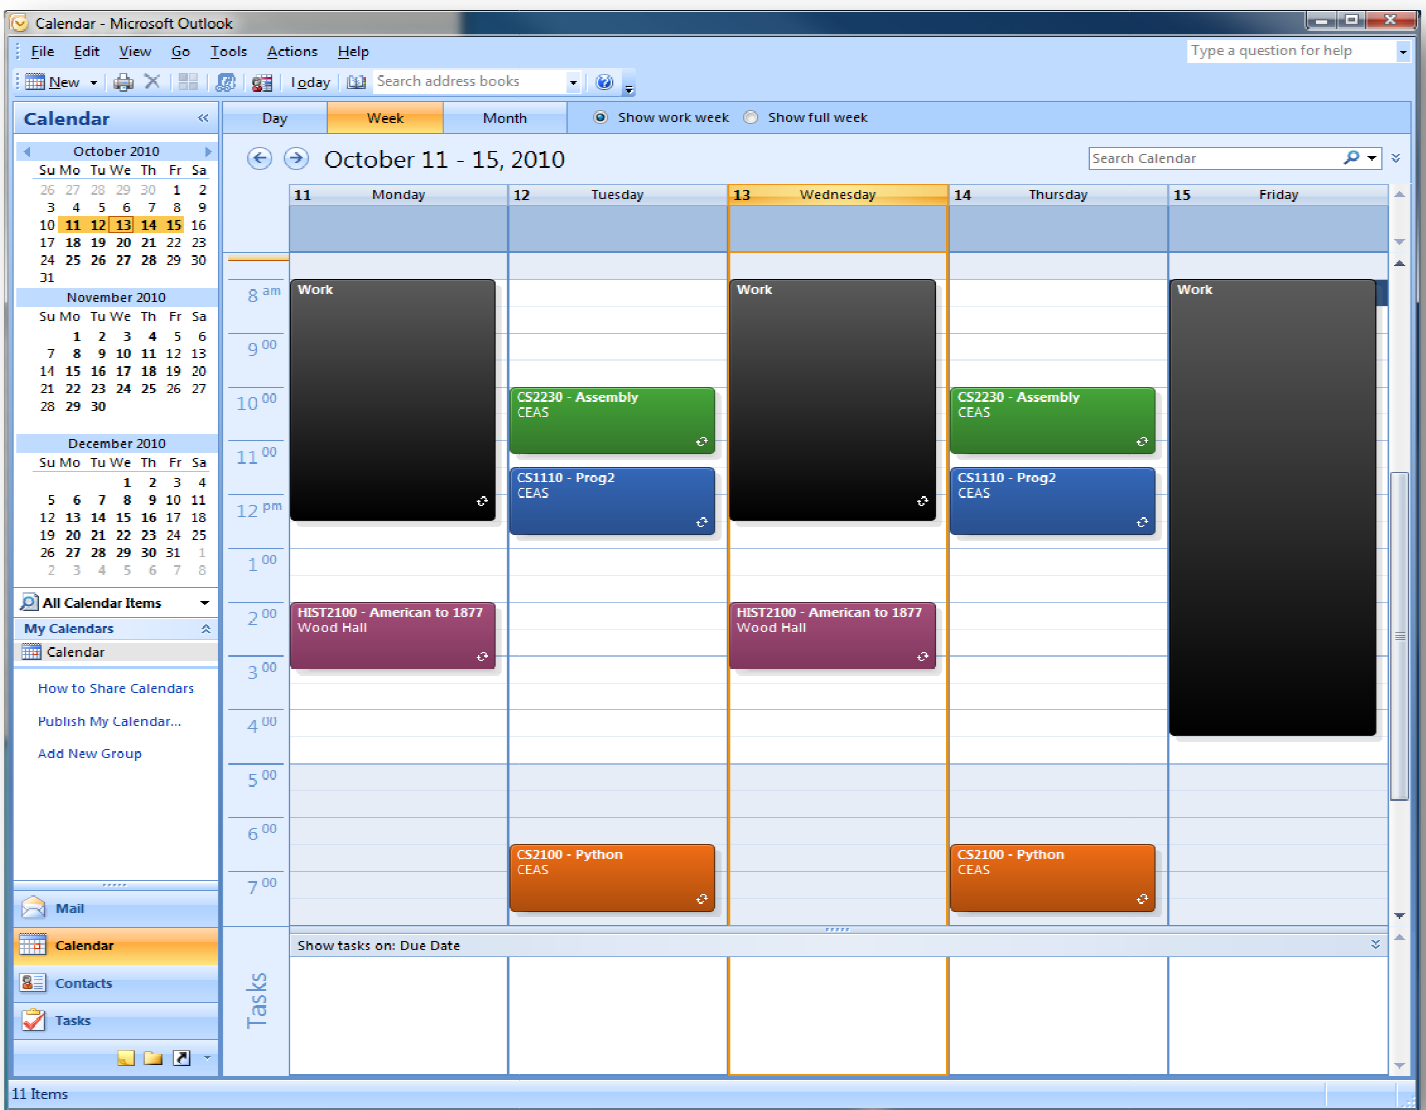 Calendar - Microsoft Outlook
File Edit View Go Tools Actions Help
Type a question for help
New Today Search address books
Calendar «
Day Week Month Show work week Show full week
October 11 - 15, 2010
Search Calendar
October 2010
Su Mo Tu We Th Fr Sa
26 27 28 29 30 1 2
3 4 5 6 7 8 9
10 11 12 13 14 15 16
17 18 19 20 21 22 23
24 25 26 27 28 29 30
31
November 2010
Su Mo Tu We Th Fr Sa
1 2 3 4 5 6
7 8 9 10 11 12 13
14 15 16 17 18 19 20
21 22 23 24 25 26 27
28 29 30
December 2010
Su Mo Tu We Th Fr Sa
1 2 3 4
5 6 7 8 9 10 11
12 13 14 15 16 17 18
19 20 21 22 23 24 25
26 27 28 29 30 31 1
2 3 4 5 6 7 8
All Calendar Items
My Calendars
Calendar
How to Share Calendars
Publish My Calendar...
Add New Group
Mail
Calendar
Contacts
Tasks
11 Monday 12 Tuesday 13 Wednesday 14 Thursday 15 Friday
8 am
9 00
10 00
11 00
12 pm
1 00
2 00
3 00
4 00
5 00
6 00
7 00
Work
HIST2100 - American to 1877
Wood Hall
CS2230 - Assembly
CEAS
CS1110 - Prog2
CEAS
CS2100 - Python
CEAS
Work
HIST2100 - American to 1877
Wood Hall
CS2230 - Assembly
CEAS
CS1110 - Prog2
CEAS
CS2100 - Python
CEAS
Work
Show tasks on: Due Date
Tasks
11 Items